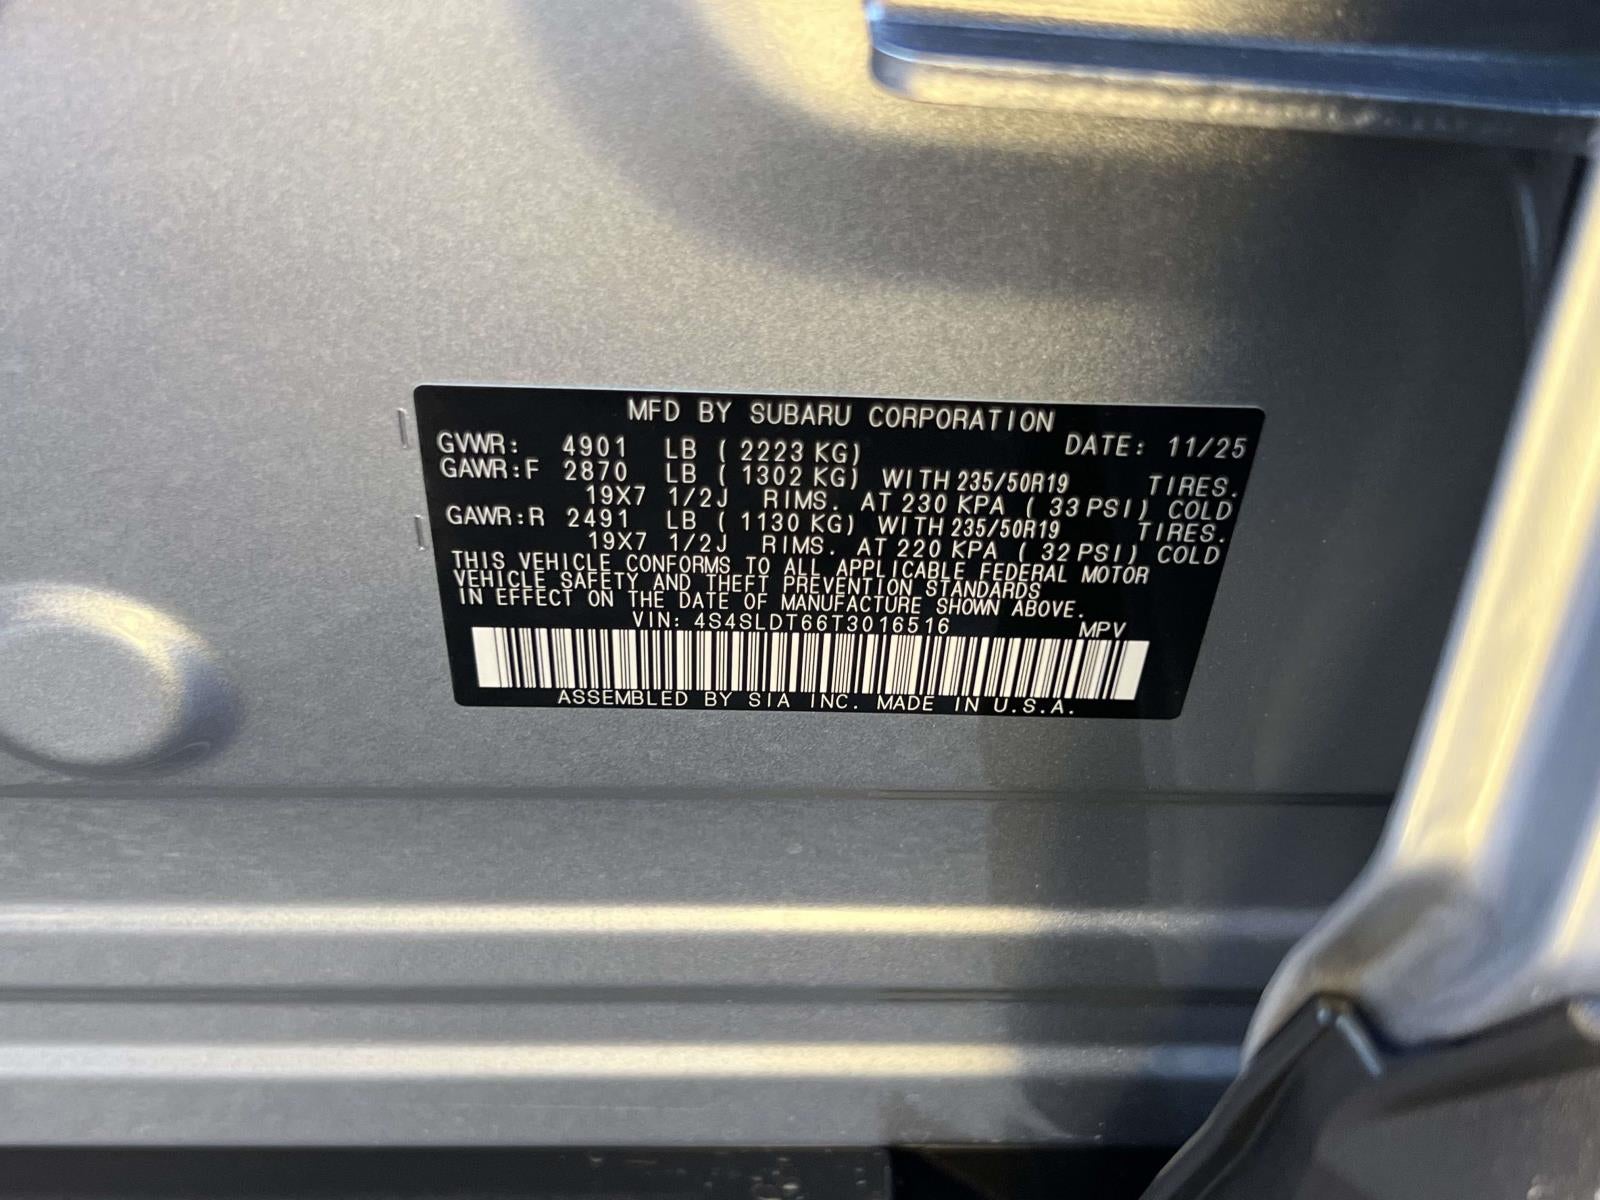 MFD BY SUBARU CORPORATION
GVWR: 4901 LB ( 2223 KG) DATE: 11/25
GAWR:F 2870 LB ( 1302 KG) WITH 235/50R19 TIRES.
19X7 1/2J RIMS. AT 230 KPA ( 33 PSI) COLD
GAWR:R 2491 LB ( 1130 KG) WITH 235/50R19 TIRES.
19X7 1/2J RIMS. AT 220 KPA ( 32 PSI) COLD
THIS VEHICLE CONFORMS TO ALL APPLICABLE FEDERAL MOTOR
VEHICLE SAFETY AND THEFT PREVENTION STANDARDS
IN EFFECT ON THE DATE OF MANUFACTURE SHOWN ABOVE.
VIN: 4S4SLDT66T3016516 MPV
ASSEMBLED BY SIA INC. MADE IN U.S.A.